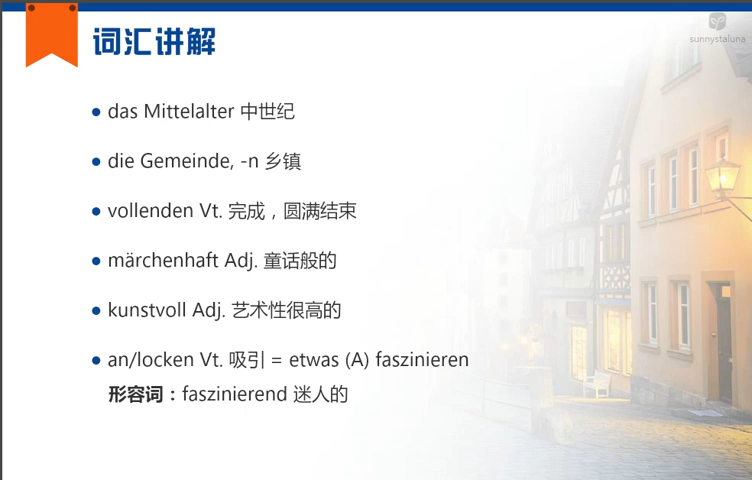 sunnystaluna
词汇讲解
das Mittelalter 中世纪
die Gemeinde, -n 乡镇
vollenden Vt. 完成，圆满结束
märchenhaft Adj. 童话般的
kunstvoll Adj. 艺术性很高的
an/locken Vt. 吸引 = etwas (A) faszinieren
形容词：faszinierend 迷人的